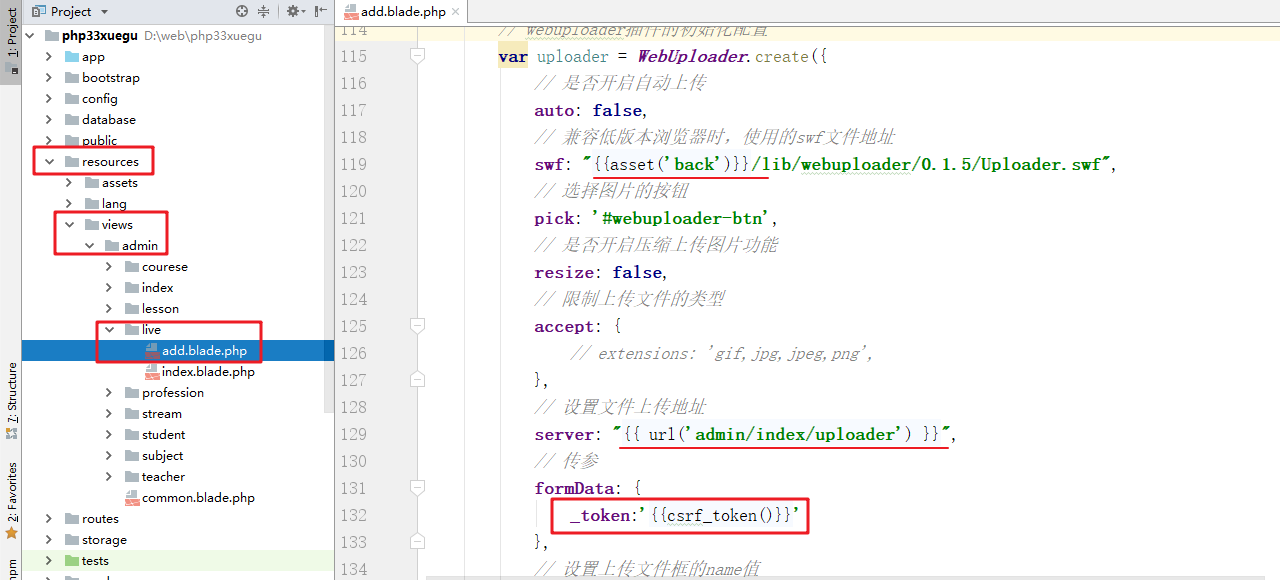 Project
add.blade.php
1: Project
7: Structure
2: Favorites
npm
php33xuegu D:\web\php33xuegu
app
bootstrap
config
database
public
resources
assets
lang
views
admin
courese
index
lesson
live
add.blade.php
index.blade.php
profession
stream
student
subject
teacher
common.blade.php
routes
storage
tests
114 // webuploader插件的初始化配置
115 var uploader = WebUploader.create({
116 // 是否开启自动上传
117 auto: false,
118 // 兼容低版本浏览器时，使用的swf文件地址
119 swf: "{{asset('back')}}/lib/webuploader/0.1.5/Uploader.swf",
120 // 选择图片的按钮
121 pick: '#webuploader-btn',
122 // 是否开启压缩上传图片功能
123 resize: false,
124 // 限制上传文件的类型
125 accept: {
126 // extensions: 'gif,jpg,jpeg,png',
127 },
128 // 设置文件上传地址
129 server: "{{ url('admin/index/uploader') }}",
130 // 传参
131 formData: {
132 _token:'{{csrf_token()}}'
133 },
134 // 设置上传文件框的name值